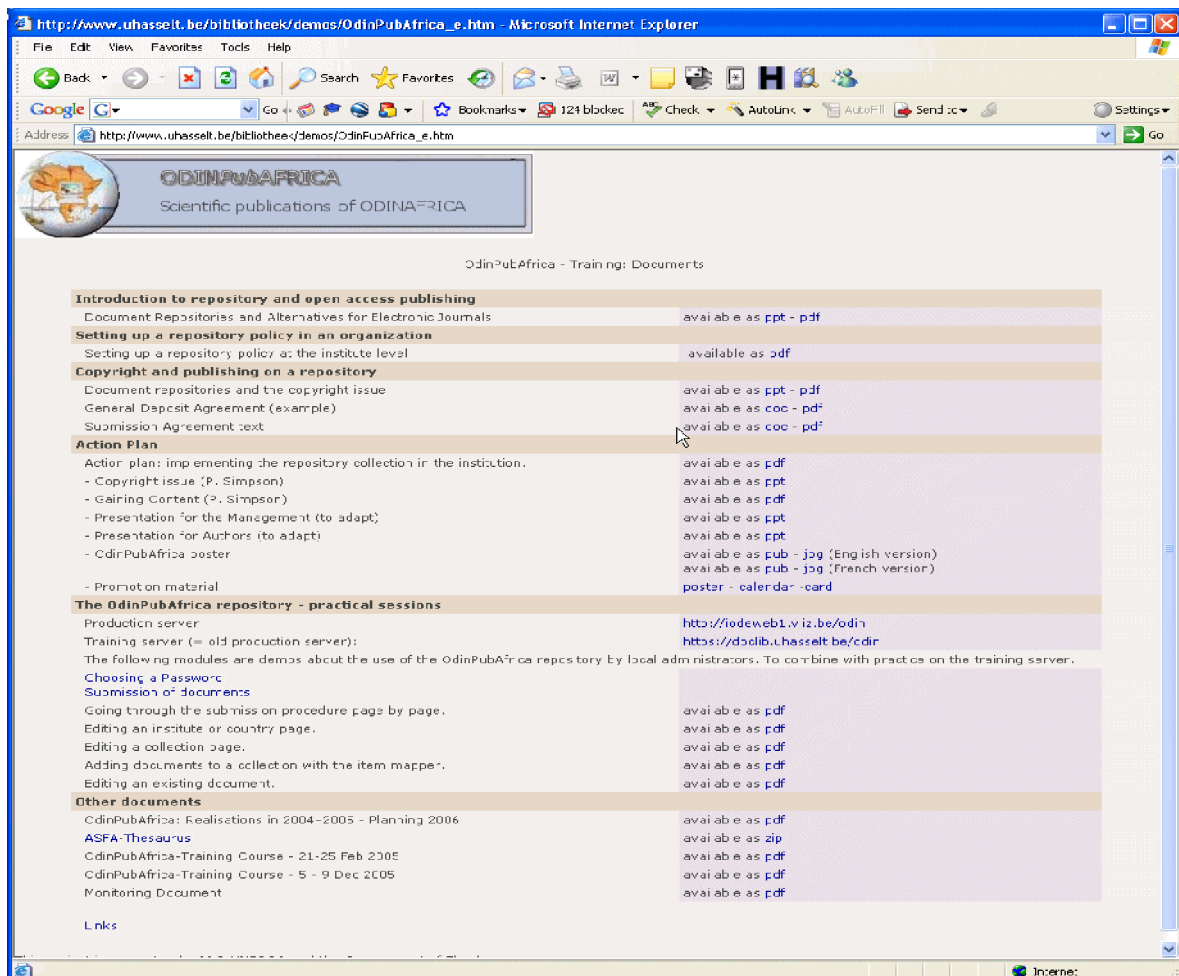 http://www.uhasselt.be/bibliotheek/demos/OdinPubAfrica_e.htm - Microsoft Internet Explorer
File Edit View Favorites Tools Help
Back Search Favorites
Google G Go Bookmarks 124 blocked Check AutoLink AutoFill Send to Settings
Address http://www.uhasselt.be/bibliotheek/demos/OdinPubAfrica_e.htm Go
ODINPubAFRICA
Scientific publications of ODINAFRICA
OdinPubAfrica - Training: Documents
Introduction to repository and open access publishing
Document Repositories and Alternatives for Electronic Journals available as ppt - pdf
Setting up a repository policy in an organization
Setting up a repository policy at the institute level available as pdf
Copyright and publishing on a repository
Document repositories and the copyright issue available as ppt - pdf
General Deposit Agreement (example) available as doc - pdf
Submission Agreement text available as doc - pdf
Action Plan
Action plan: implementing the repository collection in the institution. available as pdf
- Copyright issue (P. Simpson) available as ppt
- Gaining Content (P. Simpson) available as pdf
- Presentation for the Management (to adapt) available as ppt
- Presentation for Authors (to adapt) available as ppt
- OdinPubAfrica poster available as pub - jpg (English version)
available as pub - jpg (French version)
- Promotion material poster - calendar -card
The OdinPubAfrica repository - practical sessions
Production server http://iodeweb1.vliz.be/odin
Training server (= old production server): https://doclib.uhasselt.be/odin
The following modules are demos about the use of the OdinPubAfrica repository by local administrators. To combine with practice on the training server.
Choosing a Password
Submission of documents
Going through the submission procedure page by page. available as pdf
Editing an institute or country page. available as pdf
Editing a collection page. available as pdf
Adding documents to a collection with the item mapper. available as pdf
Editing an existing document. available as pdf
Other documents
OdinPubAfrica: Realisations in 2004-2005 - Planning 2006 available as pdf
ASFA-Thesaurus available as zip
OdinPubAfrica-Training Course - 21-25 Feb 2005 available as pdf
OdinPubAfrica-Training Course - 5 - 9 Dec 2005 available as pdf
Monitoring Document available as pdf
Links
Internet